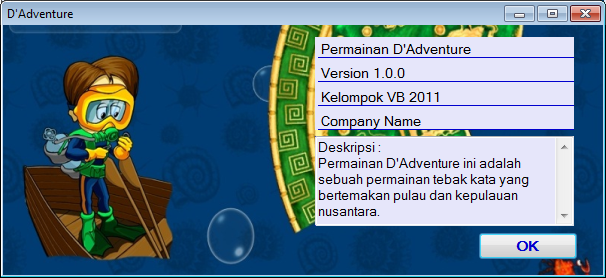 D'Adventure
Permainan D'Adventure
Version 1.0.0
Kelompok VB 2011
Company Name
Deskripsi :
Permainan D'Adventure ini adalah
sebuah permainan tebak kata yang
bertemakan pulau dan kepulauan
nusantara.
OK